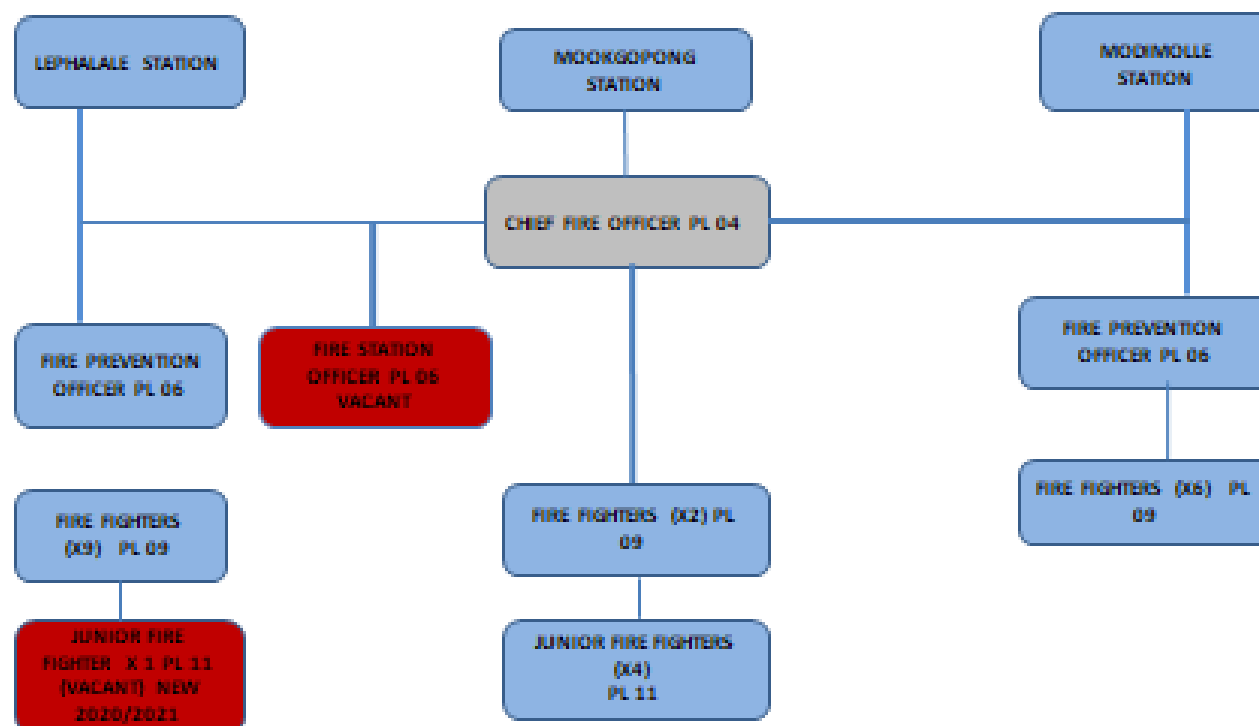 LEPHALALE STATION
MOOKGOPONG
STATION
MODIMOLLE
STATION
CHIEF FIRE OFFICER PL 04
FIRE PREVENTION
OFFICER PL 06
FIRE STATION
OFFICER PL 06
VACANT
FIRE PREVENTION
OFFICER PL 06
FIRE FIGHTERS
(X9) PL 09
FIRE FIGHTERS (X2) PL
09
FIRE FIGHTERS (X6) PL
09
JUNIOR FIRE
FIGHTER X 1 PL 11
(VACANT) NEW
2020/2021
JUNIOR FIRE FIGHTERS
(X4)
PL 11